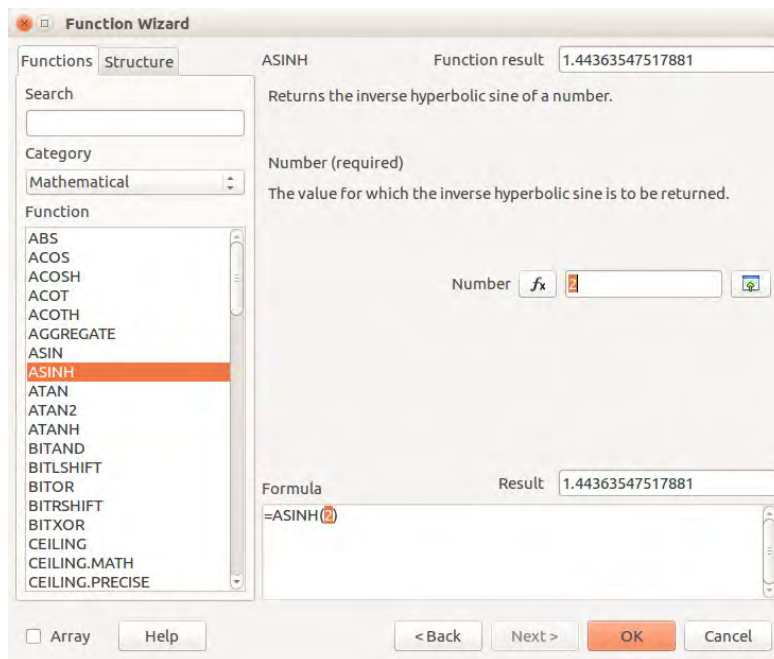 Function Wizard
Functions Structure
ASINH Function result 1.44363547517881
Search
Returns the inverse hyperbolic sine of a number.
Category
Mathematical
Number (required)
The value for which the inverse hyperbolic sine is to be returned.
Function
ABS
ACOS
ACOSH
ACOT
ACOTH
AGGREGATE
ASIN
ASINH
ATAN
ATAN2
ATANH
BITAND
BITLSHIFT
BITOR
BITRSHIFT
BITXOR
CEILING
CEILING.MATH
CEILING.PRECISE
Number fx 2
Formula Result 1.44363547517881
=ASINH(2)
Array Help < Back Next > OK Cancel